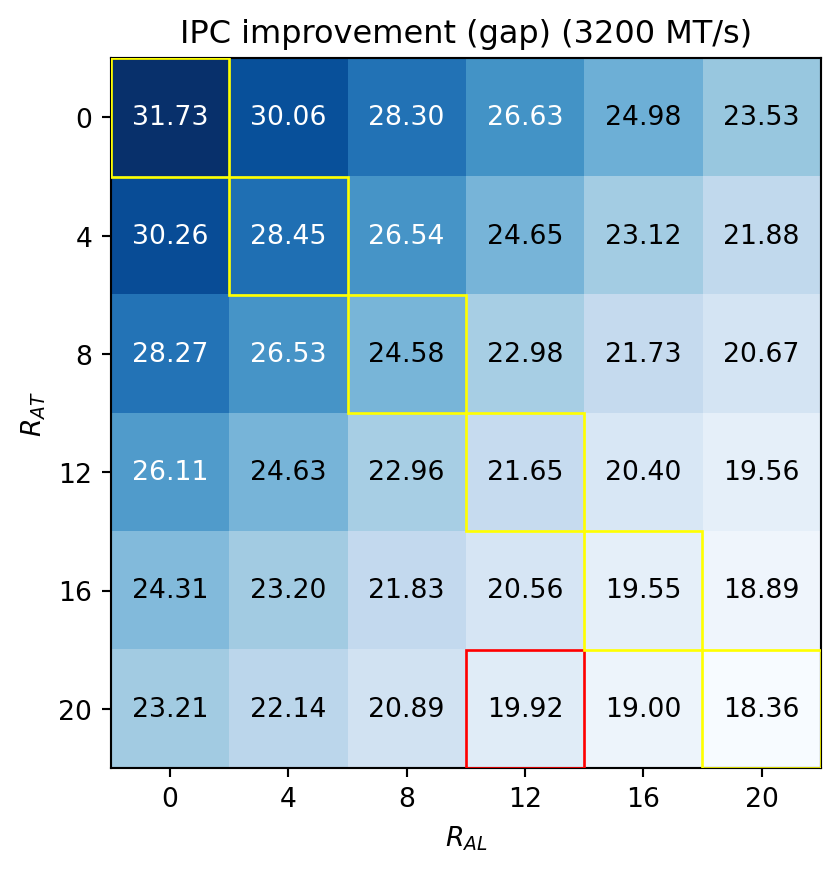 IPC improvement (gap) (3200 MT/s)
0 31.73 30.06 28.30 26.63 24.98 23.53
4 30.26 28.45 26.54 24.65 23.12 21.88
8 28.27 26.53 24.58 22.98 21.73 20.67
12 26.11 24.63 22.96 21.65 20.40 19.56
16 24.31 23.20 21.83 20.56 19.55 18.89
20 23.21 22.14 20.89 19.92 19.00 18.36
0 4 8 12 16 20
R_{AT}
R_{AL}